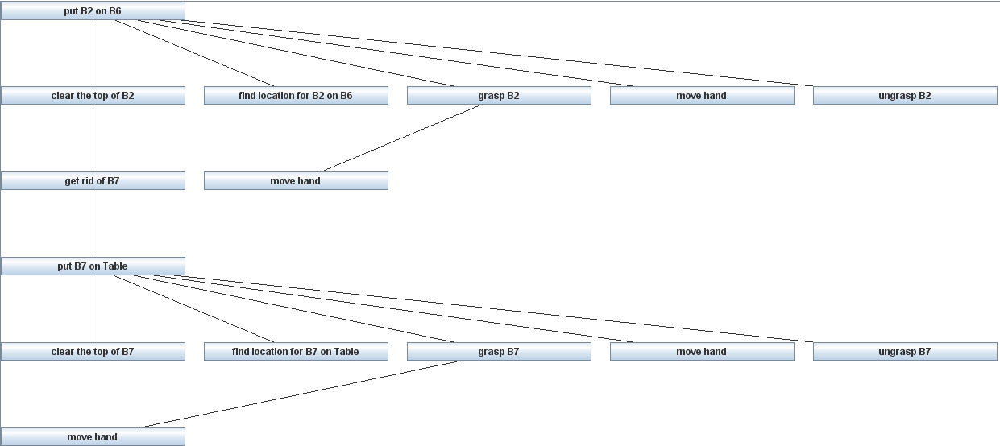 put B2 on B6
clear the top of B2
find location for B2 on B6
grasp B2
move hand
ungrasp B2
get rid of B7
move hand
put B7 on Table
clear the top of B7
find location for B7 on Table
grasp B7
move hand
ungrasp B7
move hand